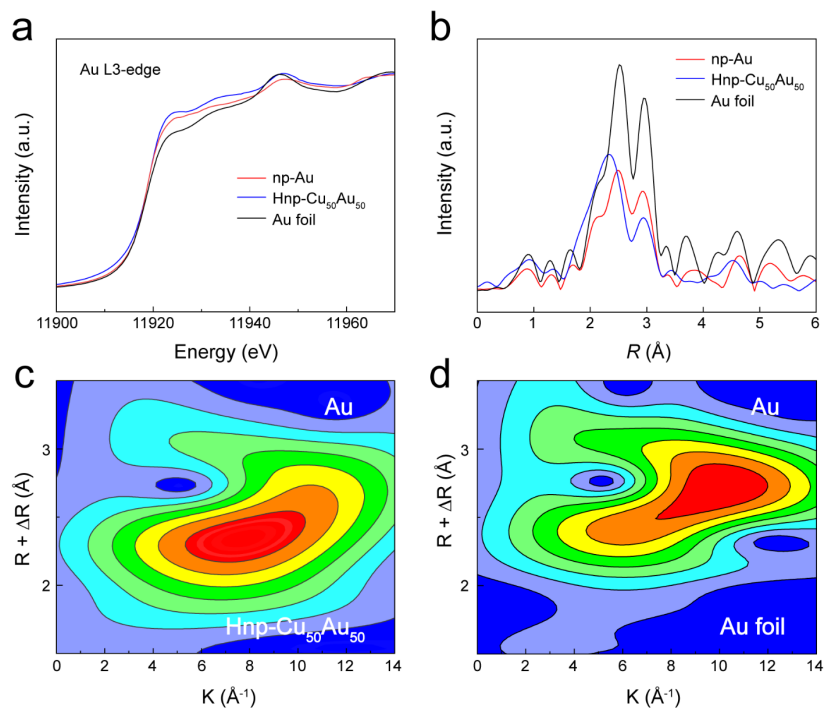 a
Au L3-edge
Intensity (a.u.)
np-Au
Hnp-Cu₅₀Au₅₀
Au foil
11900 11920 11940 11960
Energy (eV)
b
Intensity (a.u.)
np-Au
Hnp-Cu₅₀Au₅₀
Au foil
0 1 2 3 4 5 6
R (Å)
c
Au
3
2
R + ΔR (Å)
Hnp-Cu₅₀Au₅₀
0 2 4 6 8 10 12 14
K (Å⁻¹)
d
Au
3
2
R + ΔR (Å)
Au foil
0 2 4 6 8 10 12 14
K (Å⁻¹)